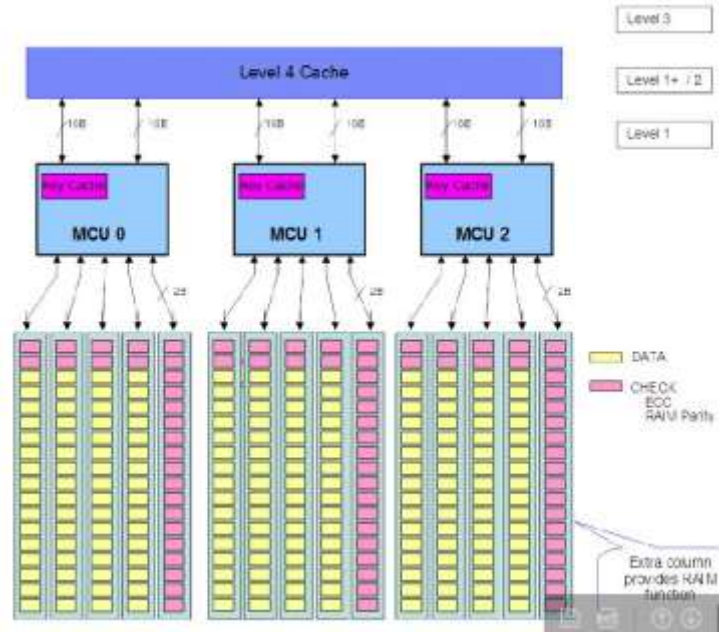 Level 3
Level 4 Cache
Level 1+ / 2
16B 16B 16B 16B 16B 16B
Level 1
Key Cache Key Cache Key Cache
MCU 0 MCU 1 MCU 2
2B 2B 2B
DATA
CHECK
ECC
RAIM Parity
Extra column
provides RAIM
function